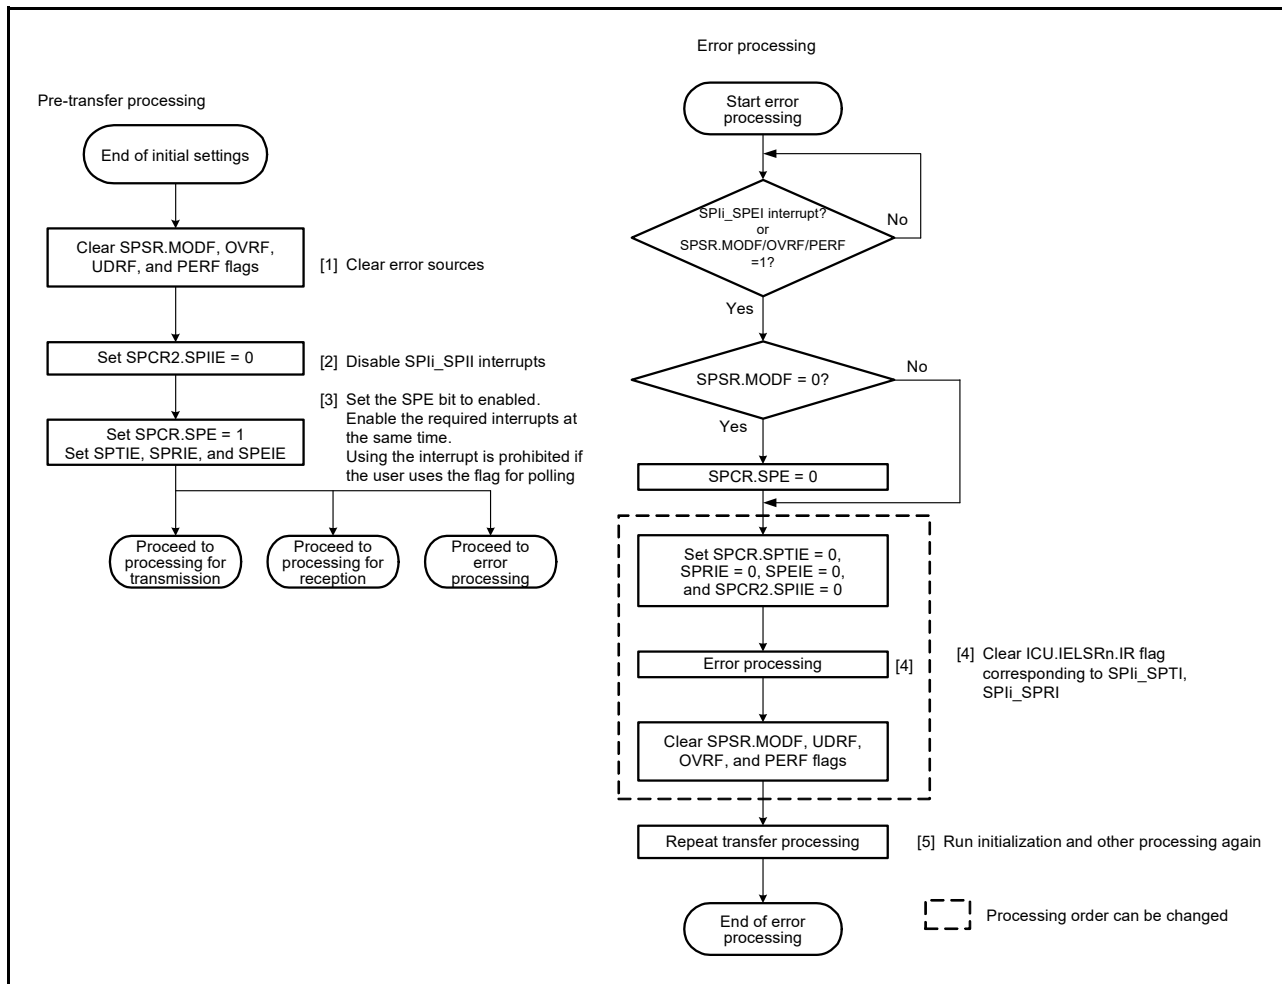 Pre-transfer processing
End of initial settings
Clear SPSR.MODF, OVRF,
UDRF, and PERF flags
[1] Clear error sources
Set SPCR2.SPIIE = 0
[2] Disable SPIi_SPII interrupts
Set SPCR.SPE = 1
Set SPTIE, SPRIE, and SPEIE
[3] Set the SPE bit to enabled.
Enable the required interrupts at
the same time.
Using the interrupt is prohibited if
the user uses the flag for polling
Proceed to
processing for
transmission
Proceed to
processing for
reception
Proceed to
error
processing
Error processing
Start error
processing
SPIi_SPEI interrupt?
or
SPSR.MODF/OVRF/PERF
=1?
No
Yes
SPSR.MODF = 0?
No
Yes
SPCR.SPE = 0
Set SPCR.SPTIE = 0,
SPRIE = 0, SPEIE = 0,
and SPCR2.SPIIE = 0
Error processing
[4]
[4] Clear ICU.IELSRn.IR flag
corresponding to SPIi_SPTI,
SPIi_SPRI
Clear SPSR.MODF, UDRF,
OVRF, and PERF flags
Repeat transfer processing
[5] Run initialization and other processing again
End of error
processing
Processing order can be changed